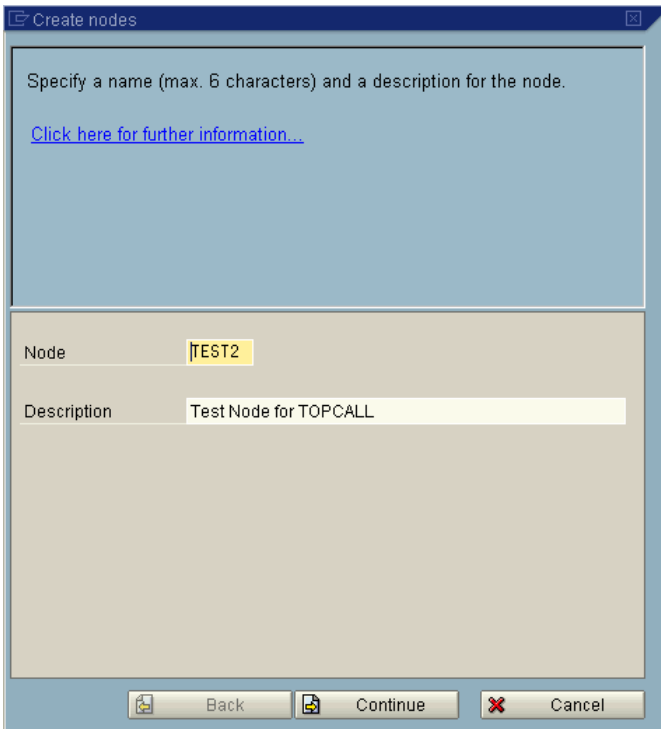 Create nodes
Specify a name (max. 6 characters) and a description for the node.
Click here for further information...
Node TEST2
Description Test Node for TOPCALL
Back Continue Cancel